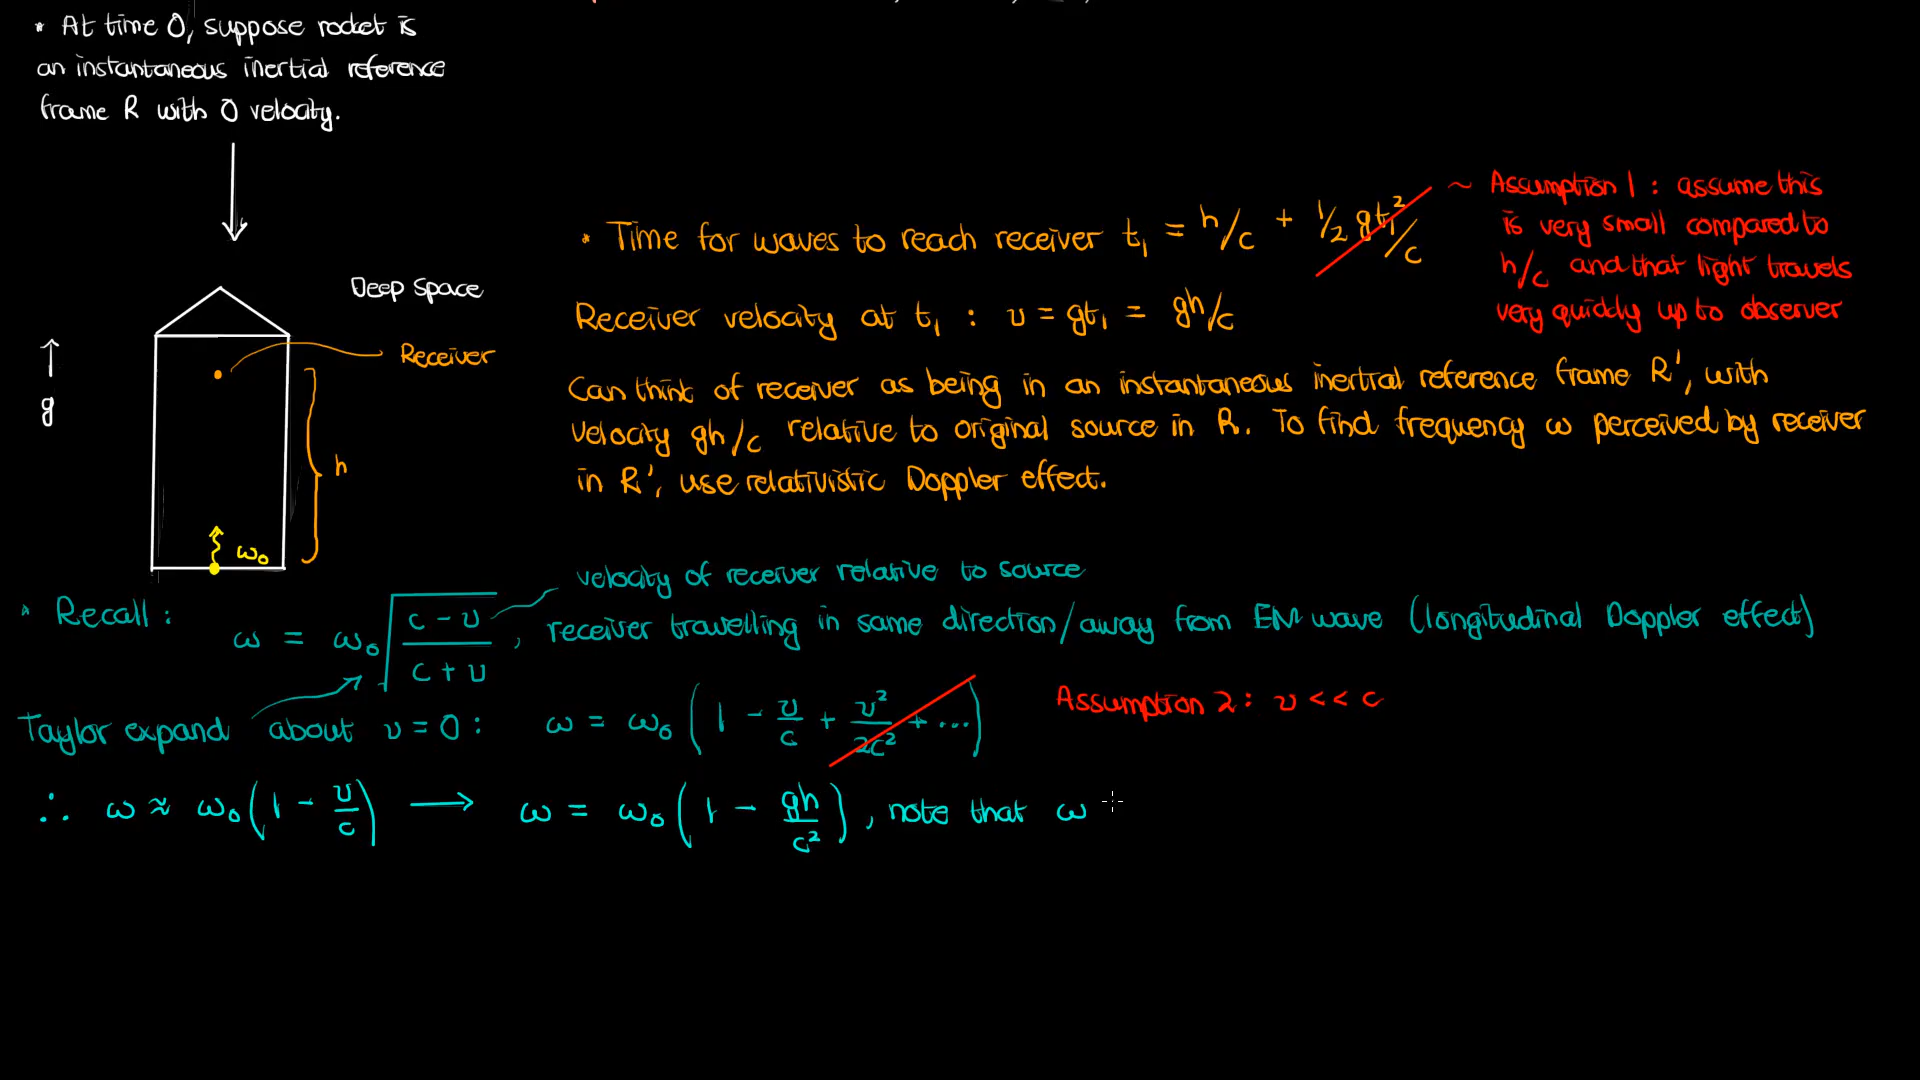 * At time 0, suppose rocket is
an instantaneous inertial reference
frame R with 0 velocity.
Deep Space
↑
g
Receiver
h
ω₀
* Time for waves to reach receiver t₁ = h/c + ½ gt₁²/c
~ Assumption 1 : assume this
is very small compared to
h/c and that light travels
very quickly up to observer
Receiver velocity at t₁ : v = gt₁ = gh/c
Can think of receiver as being in an instantaneous inertial reference frame R', with
velocity gh/c relative to original source in R. To find frequency ω perceived by receiver
in R', use relativistic Doppler effect.
velocity of receiver relative to source
* Recall: ω = ω₀ √((c - v)/(c + v)) , receiver travelling in same direction/away from EM wave (longitudinal Doppler effect)
Taylor expand about v = 0 : ω = ω₀ (1 - v/c + v²/2c² + ...)
Assumption 2 : v << c
∴ ω ≈ ω₀ (1 - v/c) → ω = ω₀ (1 - gh/c²) , note that ω